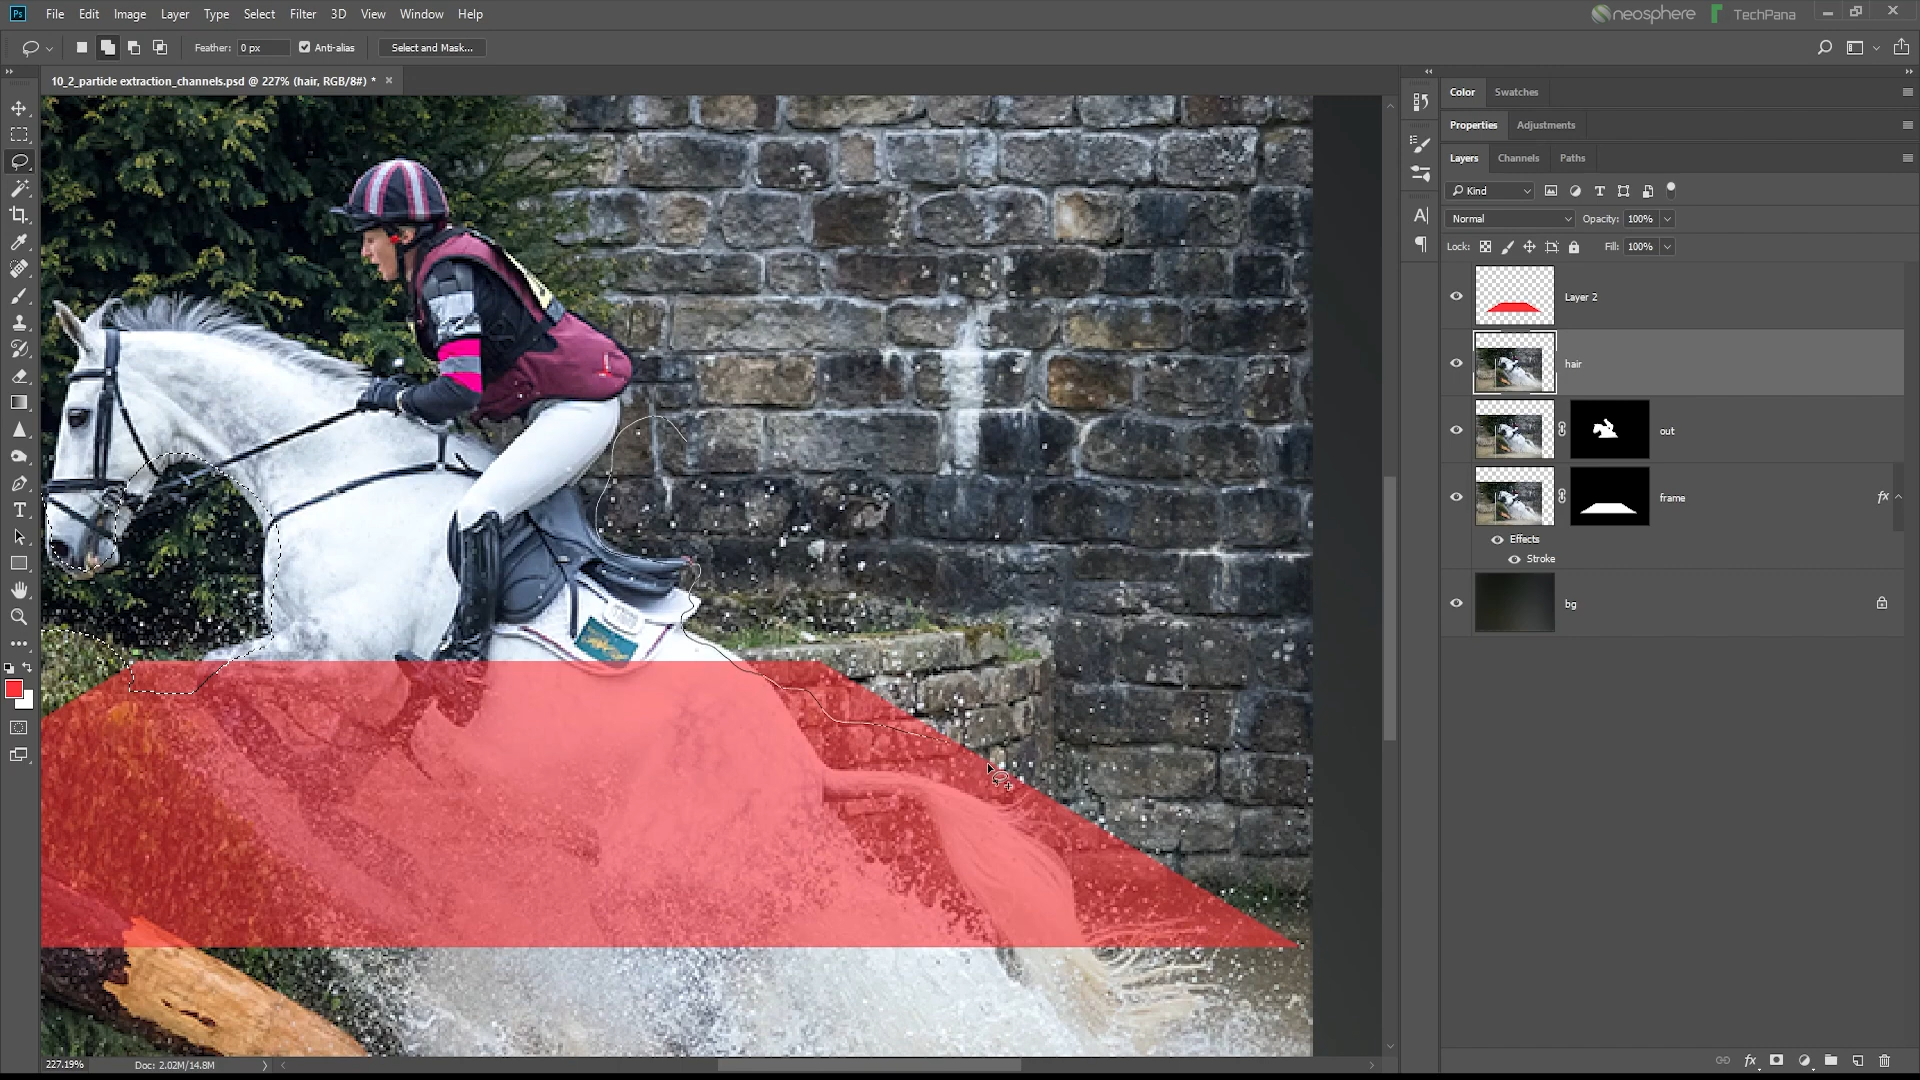 Ps File Edit Image Layer Type Select Filter 3D View Window Help neosphere TechPana
Feather: 0 px Anti-alias Select and Mask...
10_2_particle extraction_channels.psd @ 227% (hair, RGB/8#) *
Color Swatches
Properties Adjustments
Layers Channels Paths
Kind
Normal Opacity: 100%
Lock: Fill: 100%
Layer 2
hair
out
frame fx
Effects
Stroke
bg
227.19% Doc: 2.02M/14.8M
fx